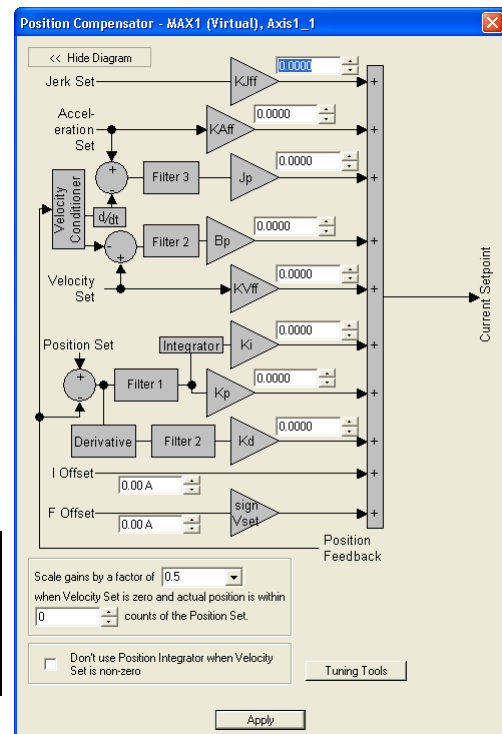 Position Compensator - MAX1 (Virtual), Axis1_1
<< Hide Diagram
Jerk Set
KJff
0.0000
+
Accel-
eration
Set
KAff
0.0000
+
+
-
Filter 3
Jp
0.0000
+
Velocity
Conditioner
d/dt
-
+
Filter 2
Bp
0.0000
+
Velocity
Set
KVff
0.0000
+
Integrator
Ki
0.0000
+
Position Set
+
-
Filter 1
Kp
0.0000
+
Derivative
Filter 2
Kd
0.0000
+
I Offset
0.00 A
+
F Offset
0.00 A
sign
Vset
+
Current Setpoint
Position
Feedback
Scale gains by a factor of 0.5
when Velocity Set is zero and actual position is within
0 counts of the Position Set.
Don't use Position Integrator when Velocity
Set is non-zero
Tuning Tools
Apply